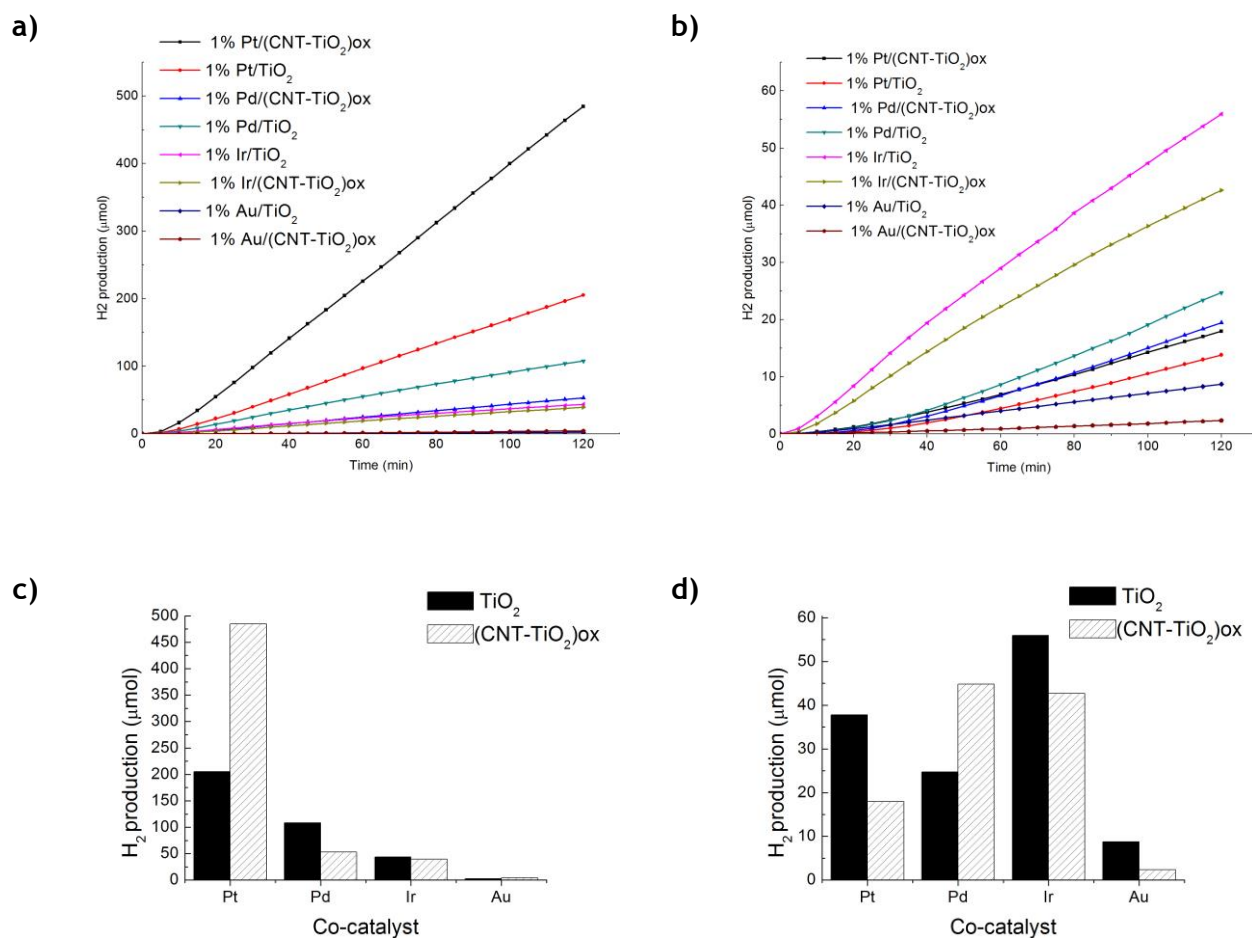 a)
1% Pt/(CNT-TiO₂)ox
1% Pt/TiO₂
1% Pd/(CNT-TiO₂)ox
1% Pd/TiO₂
1% Ir/TiO₂
1% Ir/(CNT-TiO₂)ox
1% Au/TiO₂
1% Au/(CNT-TiO₂)ox
500
400
300
200
100
0
H2 production (µmol)
0 20 40 60 80 100 120
Time (min)
b)
1% Pt/(CNT-TiO₂)ox
1% Pt/TiO₂
1% Pd/(CNT-TiO₂)ox
1% Pd/TiO₂
1% Ir/TiO₂
1% Ir/(CNT-TiO₂)ox
1% Au/TiO₂
1% Au/(CNT-TiO₂)ox
60
50
40
30
20
10
0
H2 production (µmol)
0 20 40 60 80 100 120
Time (min)
c)
TiO₂
(CNT-TiO₂)ox
500
450
400
350
300
250
200
150
100
50
0
H₂ production (µmol)
Pt Pd Ir Au
Co-catalyst
d)
TiO₂
(CNT-TiO₂)ox
60
50
40
30
20
10
0
H₂ production (µmol)
Pt Pd Ir Au
Co-catalyst